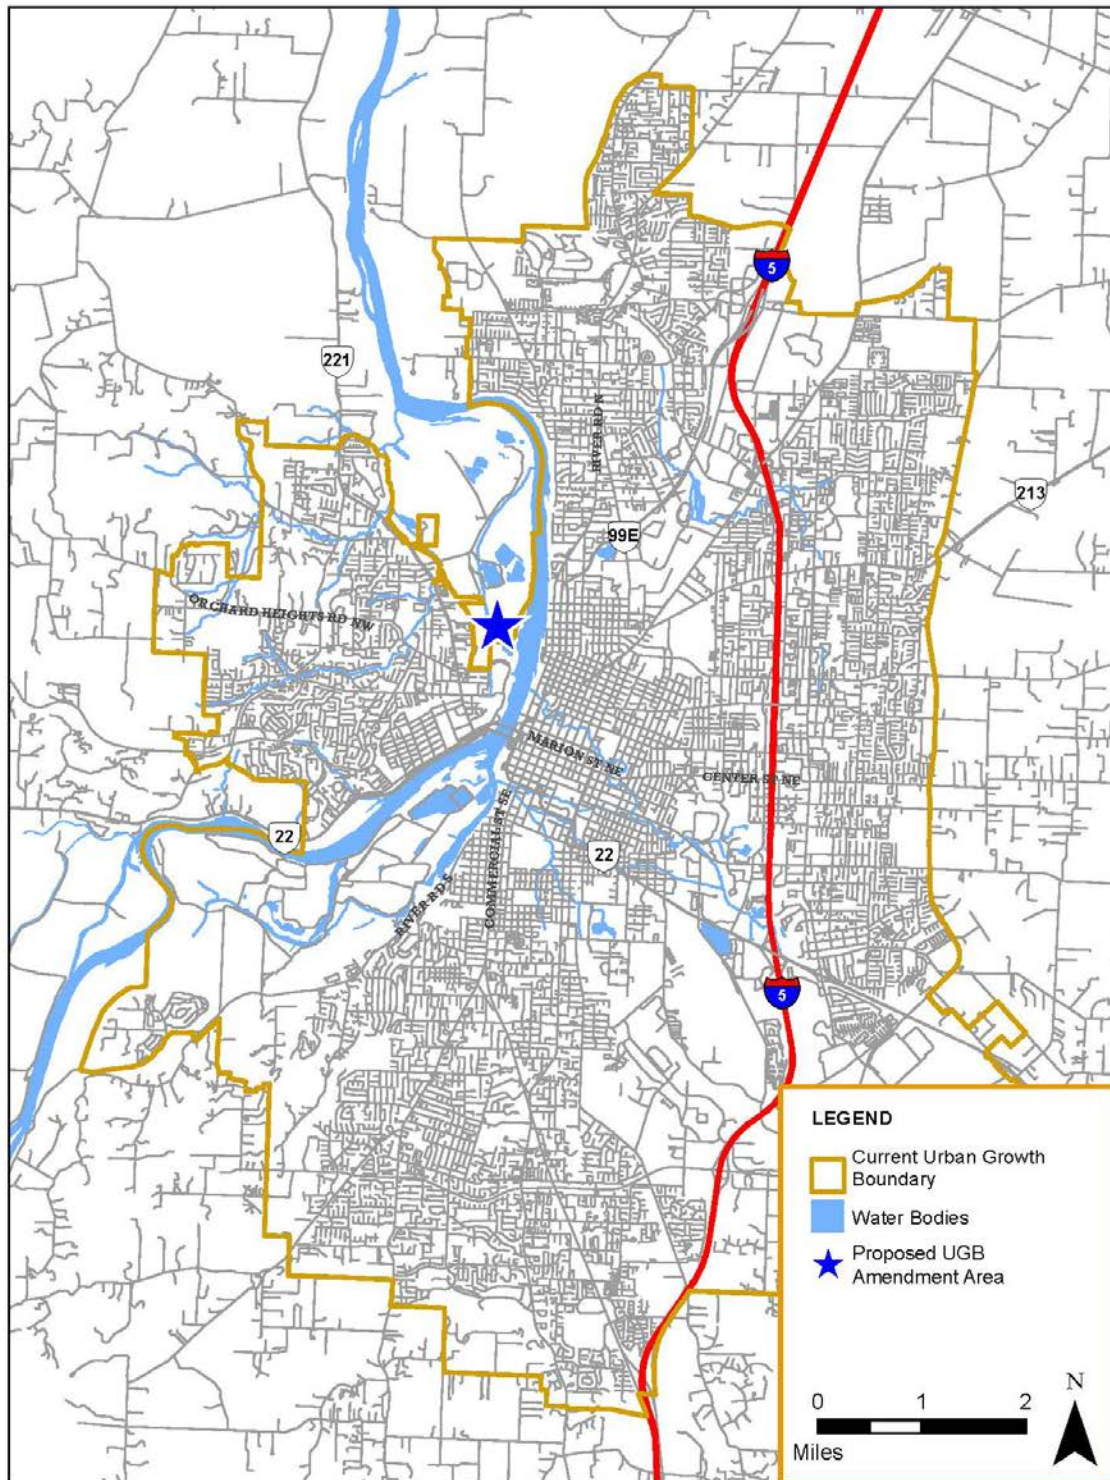 5
221
RIVER RD N
213
99E
ORCHARD HEIGHTS RD NW
MARION ST NE
CENTER ST NE
COMMERCIAL ST SE
22
22
RIVER RD S
5
LEGEND
Current Urban Growth
Boundary
Water Bodies
Proposed UGB
Amendment Area
N
0 1 2
Miles